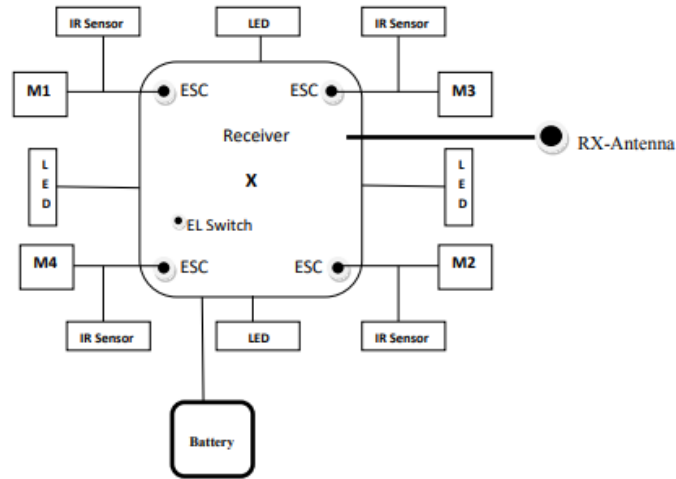 IR Sensor
LED
IR Sensor
M1
ESC
ESC
M3
Receiver
RX-Antenna
L
E
D
X
L
E
D
EL Switch
M4
ESC
ESC
M2
IR Sensor
LED
IR Sensor
Battery